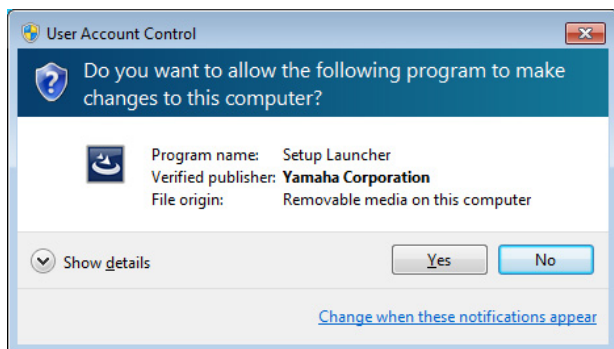 User Account Control
Do you want to allow the following program to make
changes to this computer?
Program name: Setup Launcher
Verified publisher: Yamaha Corporation
File origin: Removable media on this computer
Show details
Yes
No
Change when these notifications appear